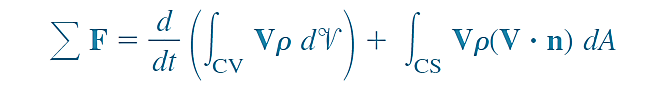 ∑ F = d/dt (∫_CV Vρ d𝒱) + ∫_CS Vρ(V · n) dA